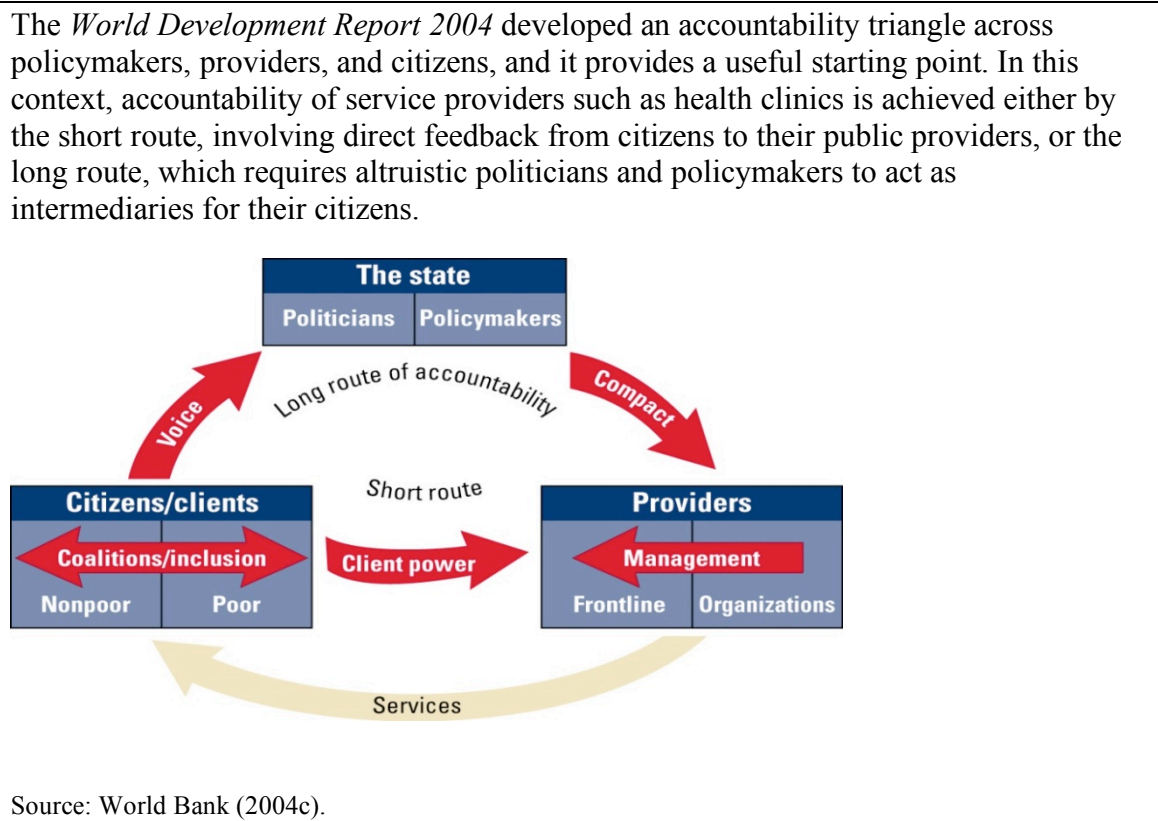 The World Development Report 2004 developed an accountability triangle across
policymakers, providers, and citizens, and it provides a useful starting point. In this
context, accountability of service providers such as health clinics is achieved either by
the short route, involving direct feedback from citizens to their public providers, or the
long route, which requires altruistic politicians and policymakers to act as
intermediaries for their citizens.
The state
Politicians
Policymakers
Long route of accountability
Voice
Compact
Short route
Citizens/clients
Coalitions/inclusion
Nonpoor
Poor
Client power
Providers
Management
Frontline
Organizations
Services
Source: World Bank (2004c).